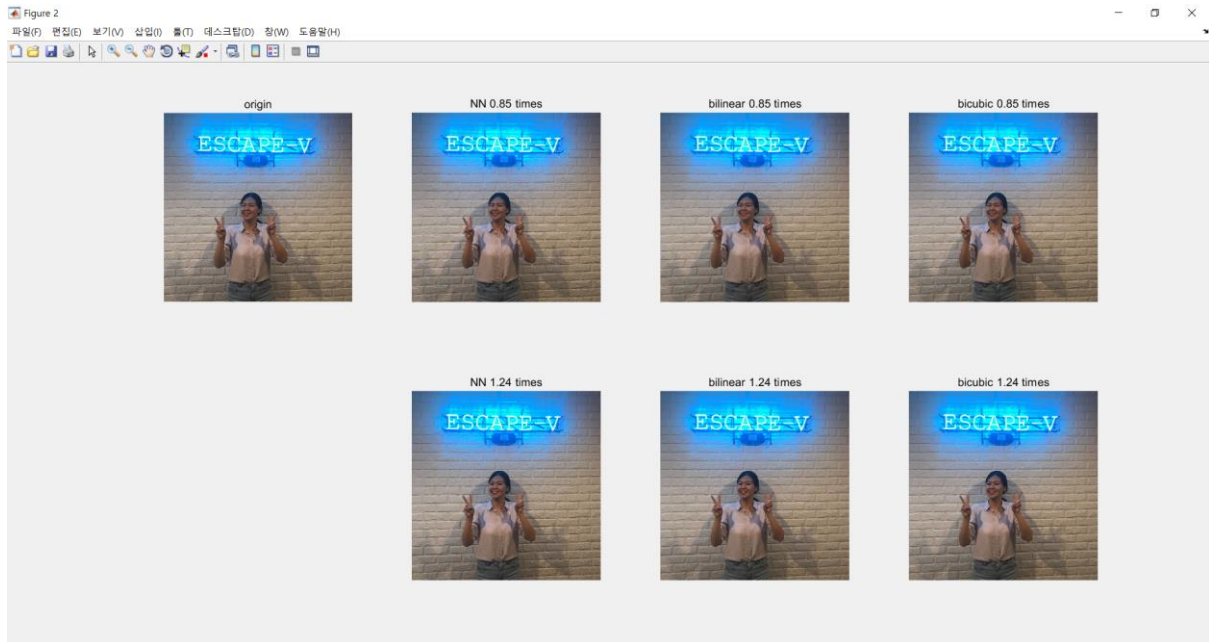 Figure 2
파일(F) 편집(E) 보기(V) 삽입(I) 툴(T) 데스크탑(D) 창(W) 도움말(H)
origin NN 0.85 times bilinear 0.85 times bicubic 0.85 times
ESCAPE-V ESCAPE-V ESCAPE-V ESCAPE-V
NN 1.24 times bilinear 1.24 times bicubic 1.24 times
ESCAPE-V ESCAPE-V ESCAPE-V